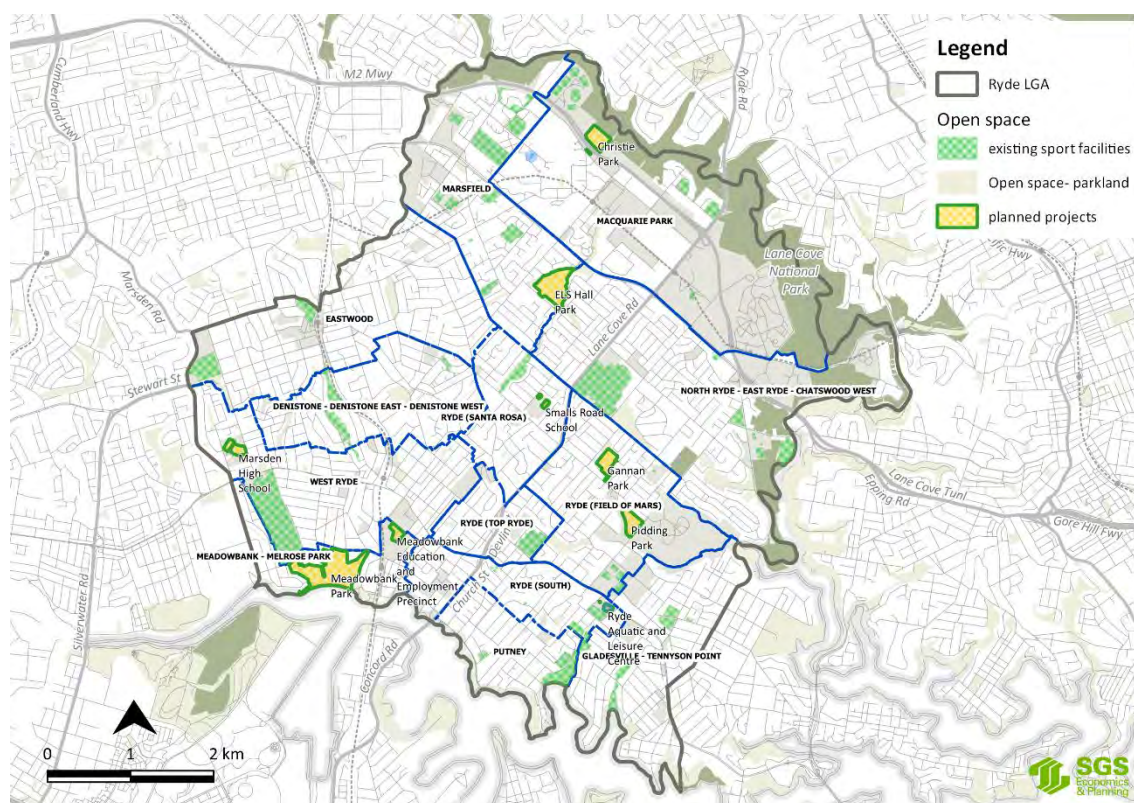 Legend
Ryde LGA
Open space
existing sport facilities
Open space- parkland
planned projects
Cumberland Hwy
M2 Mwy
Ryde Rd
Christie
Park
MARSFIELD
MACQUARIE PARK
Lane Cove
National
Park
Marsden Rd
ELS Hall
Park
Lane Cove Rd
EASTWOOD
Stewart St
DENISTONE - DENISTONE EAST - DENISTONE WEST
RYDE (SANTA ROSA)
NORTH RYDE - EAST RYDE - CHATSWOOD WEST
Smalls Road
School
Marsden
High
School
WEST RYDE
Gannan
Park
Lane Cove Tunl
Epping Rd
Gore Hill Fwy
RYDE (FIELD OF MARS)
RYDE (TOP RYDE)
Pidding
Park
Devlin
MEADOWBANK - MELROSE PARK
Meadowbank
Education
and
Employment
Precinct
Meadowbank
Park
Church St
RYDE (SOUTH)
Silverwater Rd
Concord Rd
Ryde
Aquatic and
Leisure
Centre
PUTNEY
GLADESVILLE - TENNYSON POINT
0 1 2 km
SGS
Economics
& Planning